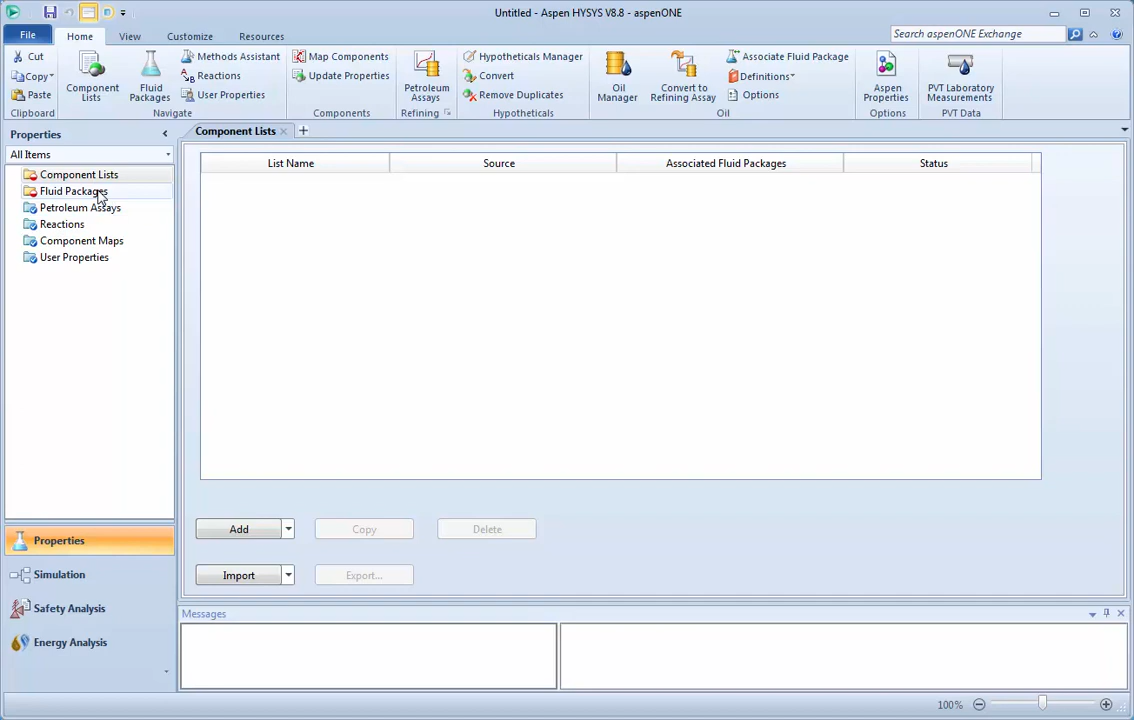 Untitled - Aspen HYSYS V8.8 - aspenONE
File Home View Customize Resources Search aspenONE Exchange
Cut
Copy
Paste
Clipboard
Component Lists
Fluid Packages
Methods Assistant
Reactions
User Properties
Navigate
Map Components
Update Properties
Components
Petroleum Assays
Refining
Hypotheticals Manager
Convert
Remove Duplicates
Hypotheticals
Oil Manager
Convert to Refining Assay
Associate Fluid Package
Definitions
Options
Oil
Aspen Properties
Options
PVT Laboratory Measurements
PVT Data
Properties
All Items
Component Lists
Fluid Packages
Petroleum Assays
Reactions
Component Maps
User Properties
Properties
Simulation
Safety Analysis
Energy Analysis
Component Lists
List Name Source Associated Fluid Packages Status
Add Copy Delete
Import Export...
Messages
100%